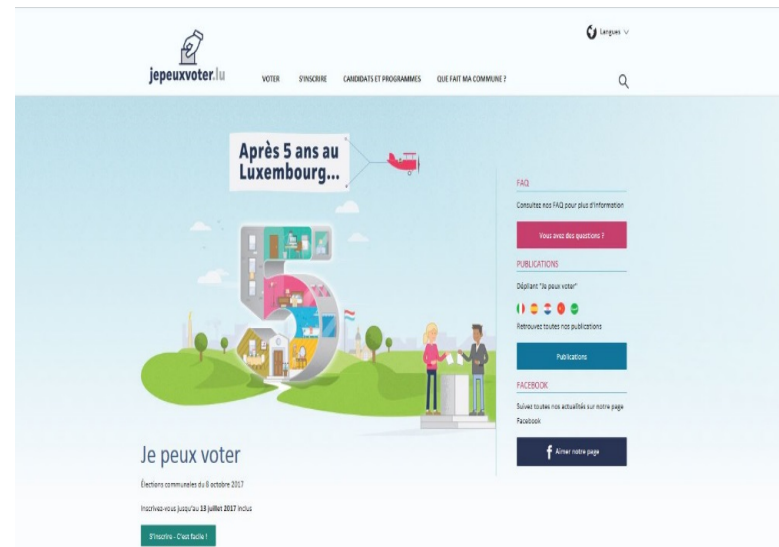 Langues
jepeuxvoter.lu
VOTER S'INSCRIRE CANDIDATS ET PROGRAMMES QUE FAIT MA COMMUNE ?
Après 5 ans au
Luxembourg...
5
Je peux voter
Élections communales du 8 octobre 2017
Inscrivez-vous jusqu'au 13 juillet 2017 inclus
S'inscrire - C'est facile !
FAQ
Consultez nos FAQ pour plus d'information
Vous avez des questions ?
PUBLICATIONS
Dépliant "Je peux voter"
Retrouvez toutes nos publications
Publications
FACEBOOK
Suivez toutes nos actualités sur notre page
Facebook
Aimer notre page